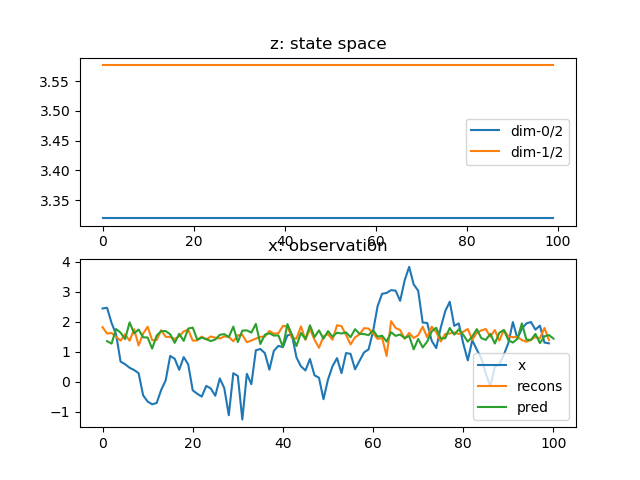 z: state space
3.55
3.50
3.45
3.40
3.35
dim-0/2
dim-1/2
0 20 40 60 80 100
x: observation
4
3
2
1
0
−1
x
recons
pred
0 20 40 60 80 100